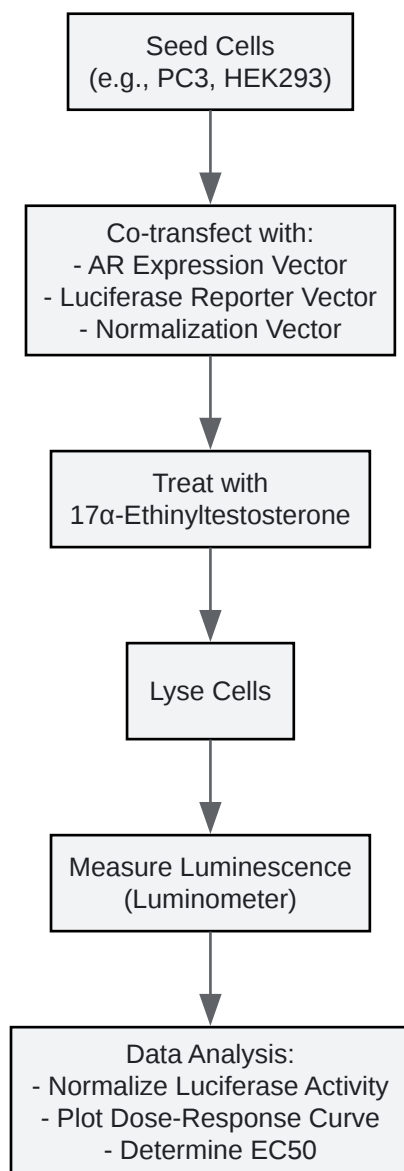 Seed Cells
(e.g., PC3, HEK293)
Co-transfect with:
- AR Expression Vector
- Luciferase Reporter Vector
- Normalization Vector
Treat with
17α-Ethinyltestosterone
Lyse Cells
Measure Luminescence
(Luminometer)
Data Analysis:
- Normalize Luciferase Activity
- Plot Dose-Response Curve
- Determine EC50